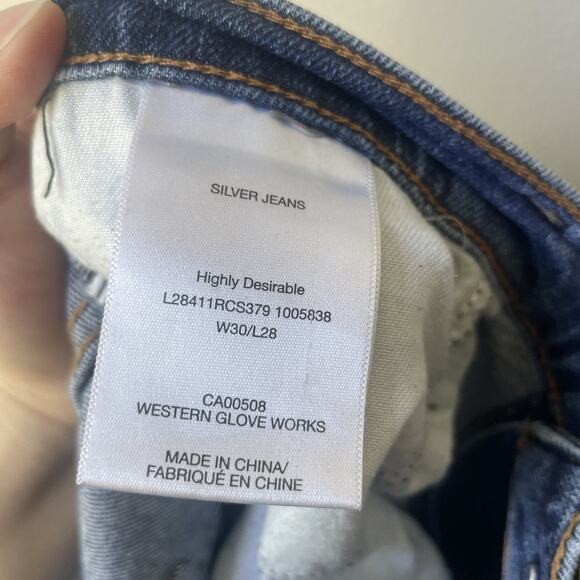 SILVER JEANS
Highly Desirable
L28411RCS379 1005838
W30/L28
CA00508
WESTERN GLOVE WORKS
MADE IN CHINA/
FABRIQUÉ EN CHINE